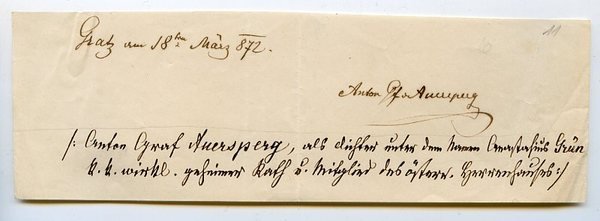 11
Gratz am 18ten März 872.
Anton Gf v Auersperg
/: Anton Graf Auersperg, als Dichter unter dem Namen Anastasius Grün
k. k. wirkl. geheimer Rath u. Mitglied des österr. Herrenhauses :/